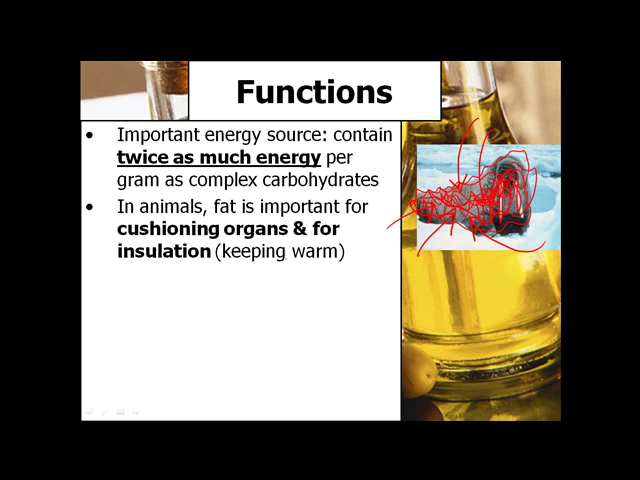 Functions
• Important energy source: contain
twice as much energy per
gram as complex carbohydrates
• In animals, fat is important for
cushioning organs & for
insulation (keeping warm)